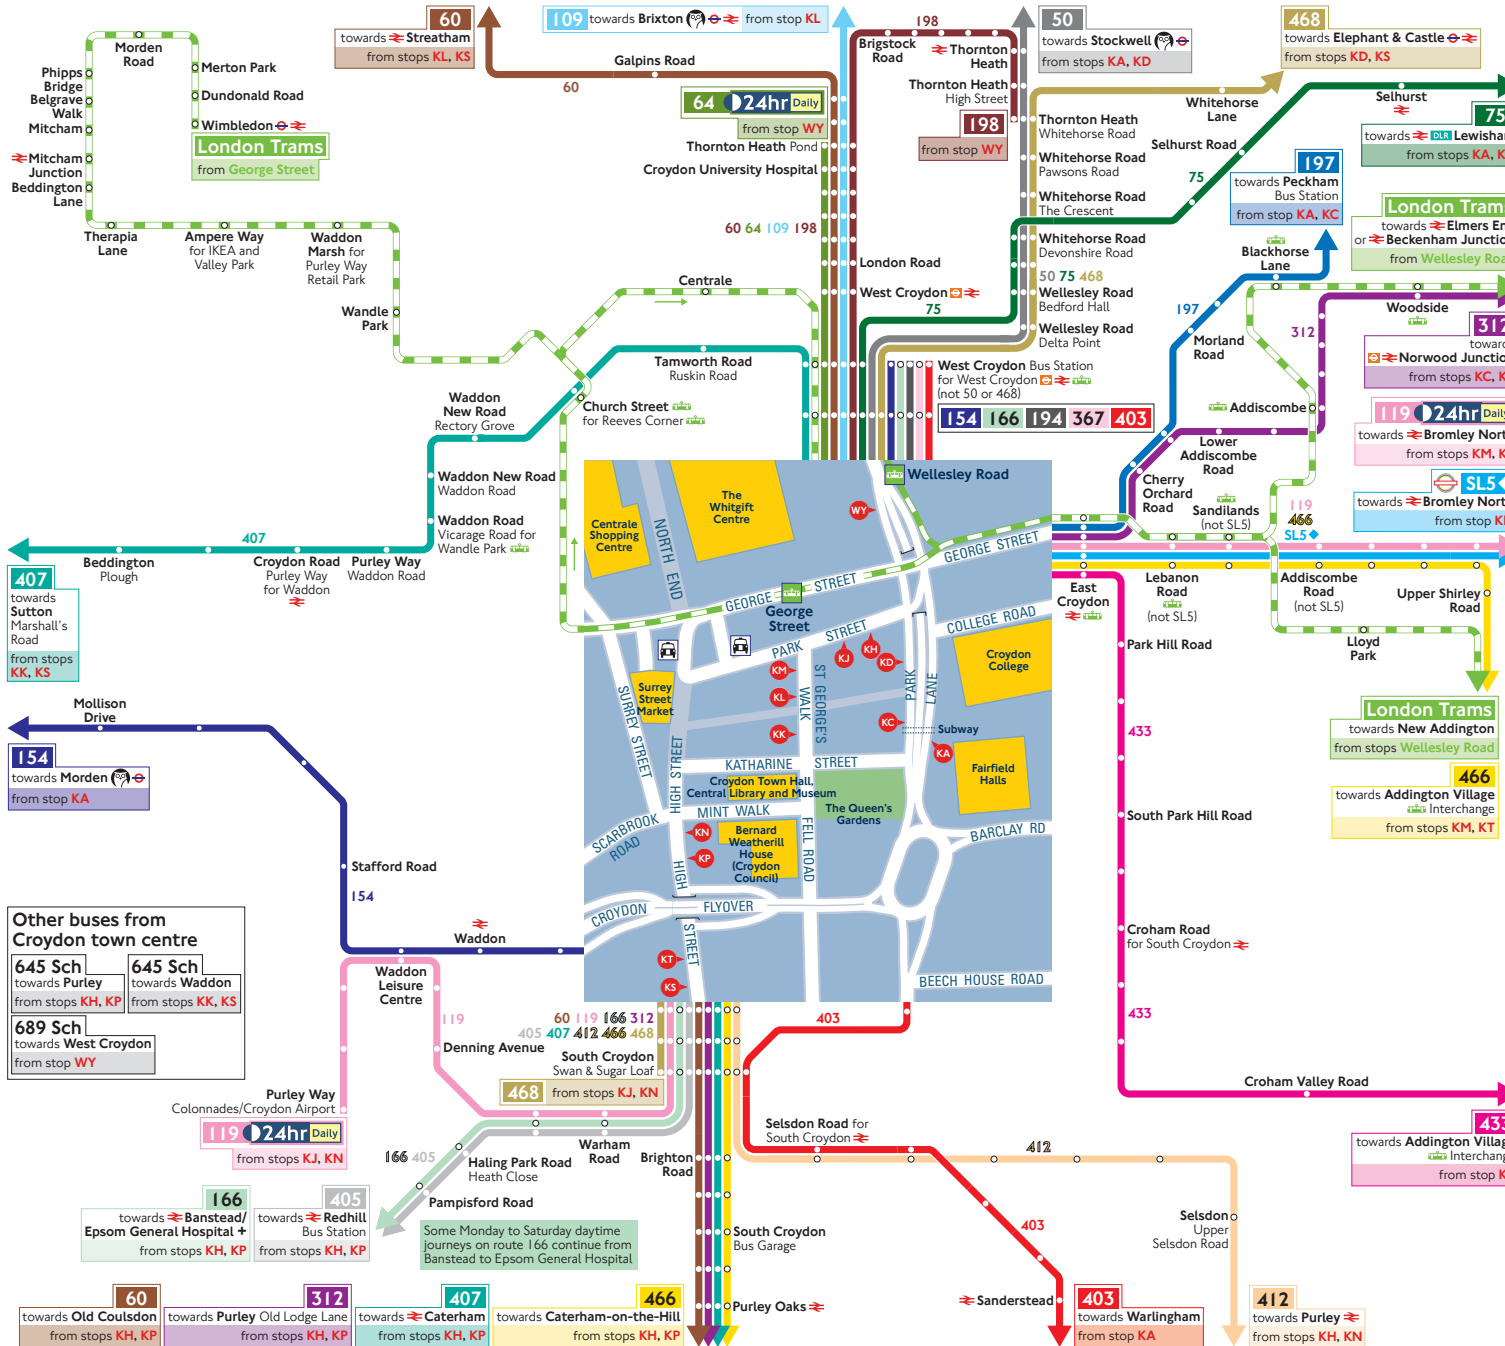 60
towards Streatham
from stops KL, KS
109 towards Brixton from stop KL
198
Brigstock
Road
Thornton
Heath
Thornton Heath
High Street
198
from stop WY
50
towards Stockwell
from stops KA, KD
468
towards Elephant & Castle
from stops KD, KS
Morden
Road
Phipps
Bridge
Belgrave
Walk
Mitcham
Mitcham
Junction
Beddington
Lane
Merton Park
Dundonald Road
Wimbledon
London Trams
from George Street
Galpins Road
60
64 24hr Daily
from stop WY
Thornton Heath Pond
Croydon University Hospital
60 64 109 198
Whitehorse
Lane
Thornton Heath
Whitehorse Road
Whitehorse Road
Pawsons Road
Whitehorse Road
The Crescent
Whitehorse Road
Devonshire Road
50 75 468
Wellesley Road
Bedford Hall
Wellesley Road
Delta Point
Selhurst
Selhurst Road
75
75
towards DLR Lewisham
from stops KA, K
197
towards Peckham
Bus Station
from stop KA, KC
London Tram
towards Elmers En
or Beckenham Junctio
from Wellesley Roa
Therapia
Lane
Ampere Way
for IKEA and
Valley Park
Waddon
Marsh for
Purley Way
Retail Park
Wandle
Park
Centrale
London Road
West Croydon
75
Blackhorse
Lane
197
Morland
Road
312
Woodside
312
toward
Norwood Junctio
from stops KC, K
Tamworth Road
Ruskin Road
Church Street
for Reeves Corner
Waddon
New Road
Rectory Grove
Waddon New Road
Waddon Road
Waddon Road
Vicarage Road for
Wandle Park
West Croydon Bus Station
for West Croydon
(not 50 or 468)
154 166 194 367 403
Addiscombe
Lower
Addiscombe
Road
Cherry
Orchard
Road
Sandilands
(not SL5)
119
466
SL5
119 24hr Daily
towards Bromley Nort
from stops KM, K
SL5
towards Bromley Nort
from stop K
407
Beddington
Plough
Croydon Road
Purley Way
for Waddon
Purley Way
Waddon Road
407
towards
Sutton
Marshall's
Road
from stops
KK, KS
Wellesley Road
The
Whitgift
Centre
Centrale
Shopping
Centre
NORTH END
WY
GEORGE STREET
GEORGE STREET
George
Street
PARK STREET
COLLEGE ROAD
Croydon
College
KM
KL
KK
KJ
KH
KD
KC
KA
Subway
PARK LANE
ST GEORGE'S WALK
Surrey
Street
Market
SURREY STREET
HIGH STREET
KATHARINE STREET
Croydon Town Hall,
Central Library and Museum
The Queen's
Gardens
Fairfield
Halls
MINT WALK
SCARBROOK ROAD
KN
KP
Bernard
Weatherill
House
(Croydon
Council)
FELL ROAD
BARCLAY RD
CROYDON FLYOVER
HIGH STREET
KT
KS
BEECH HOUSE ROAD
East
Croydon
Lebanon
Road
(not SL5)
Addiscombe
Road
(not SL5)
Upper Shirley
Road
Lloyd
Park
Park Hill Road
433
South Park Hill Road
Croham Road
for South Croydon
433
Croham Valley Road
London Trams
towards New Addington
from stops Wellesley Road
466
towards Addington Village
Interchange
from stops KM, KT
433
towards Addington Villag
Interchang
from stop K
Mollison
Drive
154
towards Morden
from stop KA
Stafford Road
154
Waddon
Waddon
Leisure
Centre
Other buses from
Croydon town centre
645 Sch
towards Purley
from stops KH, KP
645 Sch
towards Waddon
from stops KK, KS
689 Sch
towards West Croydon
from stop WY
119
Denning Avenue
Purley Way
Colonnades/Croydon Airport
119 24hr Daily
from stops KJ, KN
60 119 166 312
405 407 412 466 468
South Croydon
Swan & Sugar Loaf
468 from stops KJ, KN
403
Warham
Road
166 405
Haling Park Road
Heath Close
Pampisford Road
Brighton
Road
Selsdon Road for
South Croydon
412
403
166
towards Banstead/
Epsom General Hospital +
from stops KH, KP
405
towards Redhill
Bus Station
from stops KH, KP
Some Monday to Saturday daytime
journeys on route 166 continue from
Banstead to Epsom General Hospital
South Croydon
Bus Garage
Purley Oaks
Selsdon
Upper
Selsdon Road
Sanderstead
60
towards Old Coulsdon
from stops KH, KP
312
towards Purley Old Lodge Lane
from stops KH, KP
407
towards Caterham
from stops KH, KP
466
towards Caterham-on-the-Hill
from stops KH, KP
403
towards Warlingham
from stop KA
412
towards Purley
from stops KH, KN